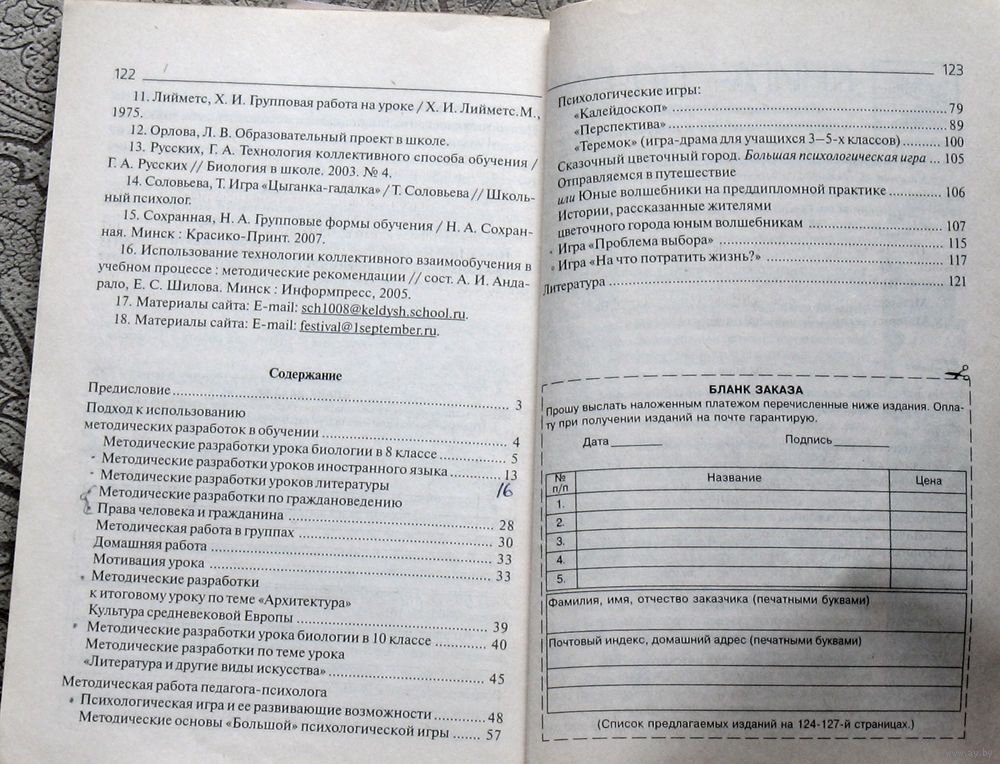 122
11. Лийметс, Х. И. Групповая работа на уроке / Х. И. Лийметс. М.,
1975.
12. Орлова, Л. В. Образовательный проект в школе.
13. Русских, Г. А. Технология коллективного способа обучения /
Г. А. Русских // Биология в школе. 2003. № 4.
14. Соловьева, Т. Игра «Цыганка-гадалка» / Т. Соловьева // Школь-
ный психолог.
15. Сохранная, Н. А. Групповые формы обучения / Н. А. Сохран-
ная. Минск : Красико-Принт. 2007.
16. Использование технологии коллективного взаимообучения в
учебном процессе : методические рекомендации // сост. А. И. Анда-
рало, Е. С. Шилова. Минск : Информпресс, 2005.
17. Материалы сайта: E-mail: sch1008@keldysh.school.ru.
18. Материалы сайта: E-mail: festival@1september.ru.
Содержание
Предисловие ... 3
Подход к использованию
методических разработок в обучении ... 4
Методические разработки урока биологии в 8 классе ... 5
Методические разработки уроков иностранного языка ... 13
Методические разработки уроков литературы 16
Методические разработки по граждановедению
Права человека и гражданина ... 28
Методическая работа в группах ... 30
Домашняя работа ... 33
Мотивация урока ... 33
Методические разработки
к итоговому уроку по теме «Архитектура»
Культура средневековой Европы ... 39
Методические разработки урока биологии в 10 классе ... 40
Методические разработки по теме урока
«Литература и другие виды искусства» ... 45
Методическая работа педагога-психолога
Психологическая игра и ее развивающие возможности ... 48
Методические основы «Большой» психологической игры ... 57
123
Психологические игры:
«Калейдоскоп» ... 79
«Перспектива» ... 89
«Теремок» (игра-драма для учащихся 3–5-х классов) ... 100
Сказочный цветочный город. Большая психологическая игра ... 105
Отправляемся в путешествие
или Юные волшебники на преддипломной практике ... 106
Истории, рассказанные жителями
цветочного города юным волшебникам ... 107
Игра «Проблема выбора» ... 115
Игра «На что потратить жизнь?» ... 117
Литература ... 121
БЛАНК ЗАКАЗА
Прошу выслать наложенным платежом перечисленные ниже издания. Опла-
ту при получении изданий на почте гарантирую.
Дата ________ Подпись ________
№ п/п Название Цена
1.
2.
3.
4.
5.
Фамилия, имя, отчество заказчика (печатными буквами)
Почтовый индекс, домашний адрес (печатными буквами)
(Список предлагаемых изданий на 124-127-й страницах.)
www.ay.by